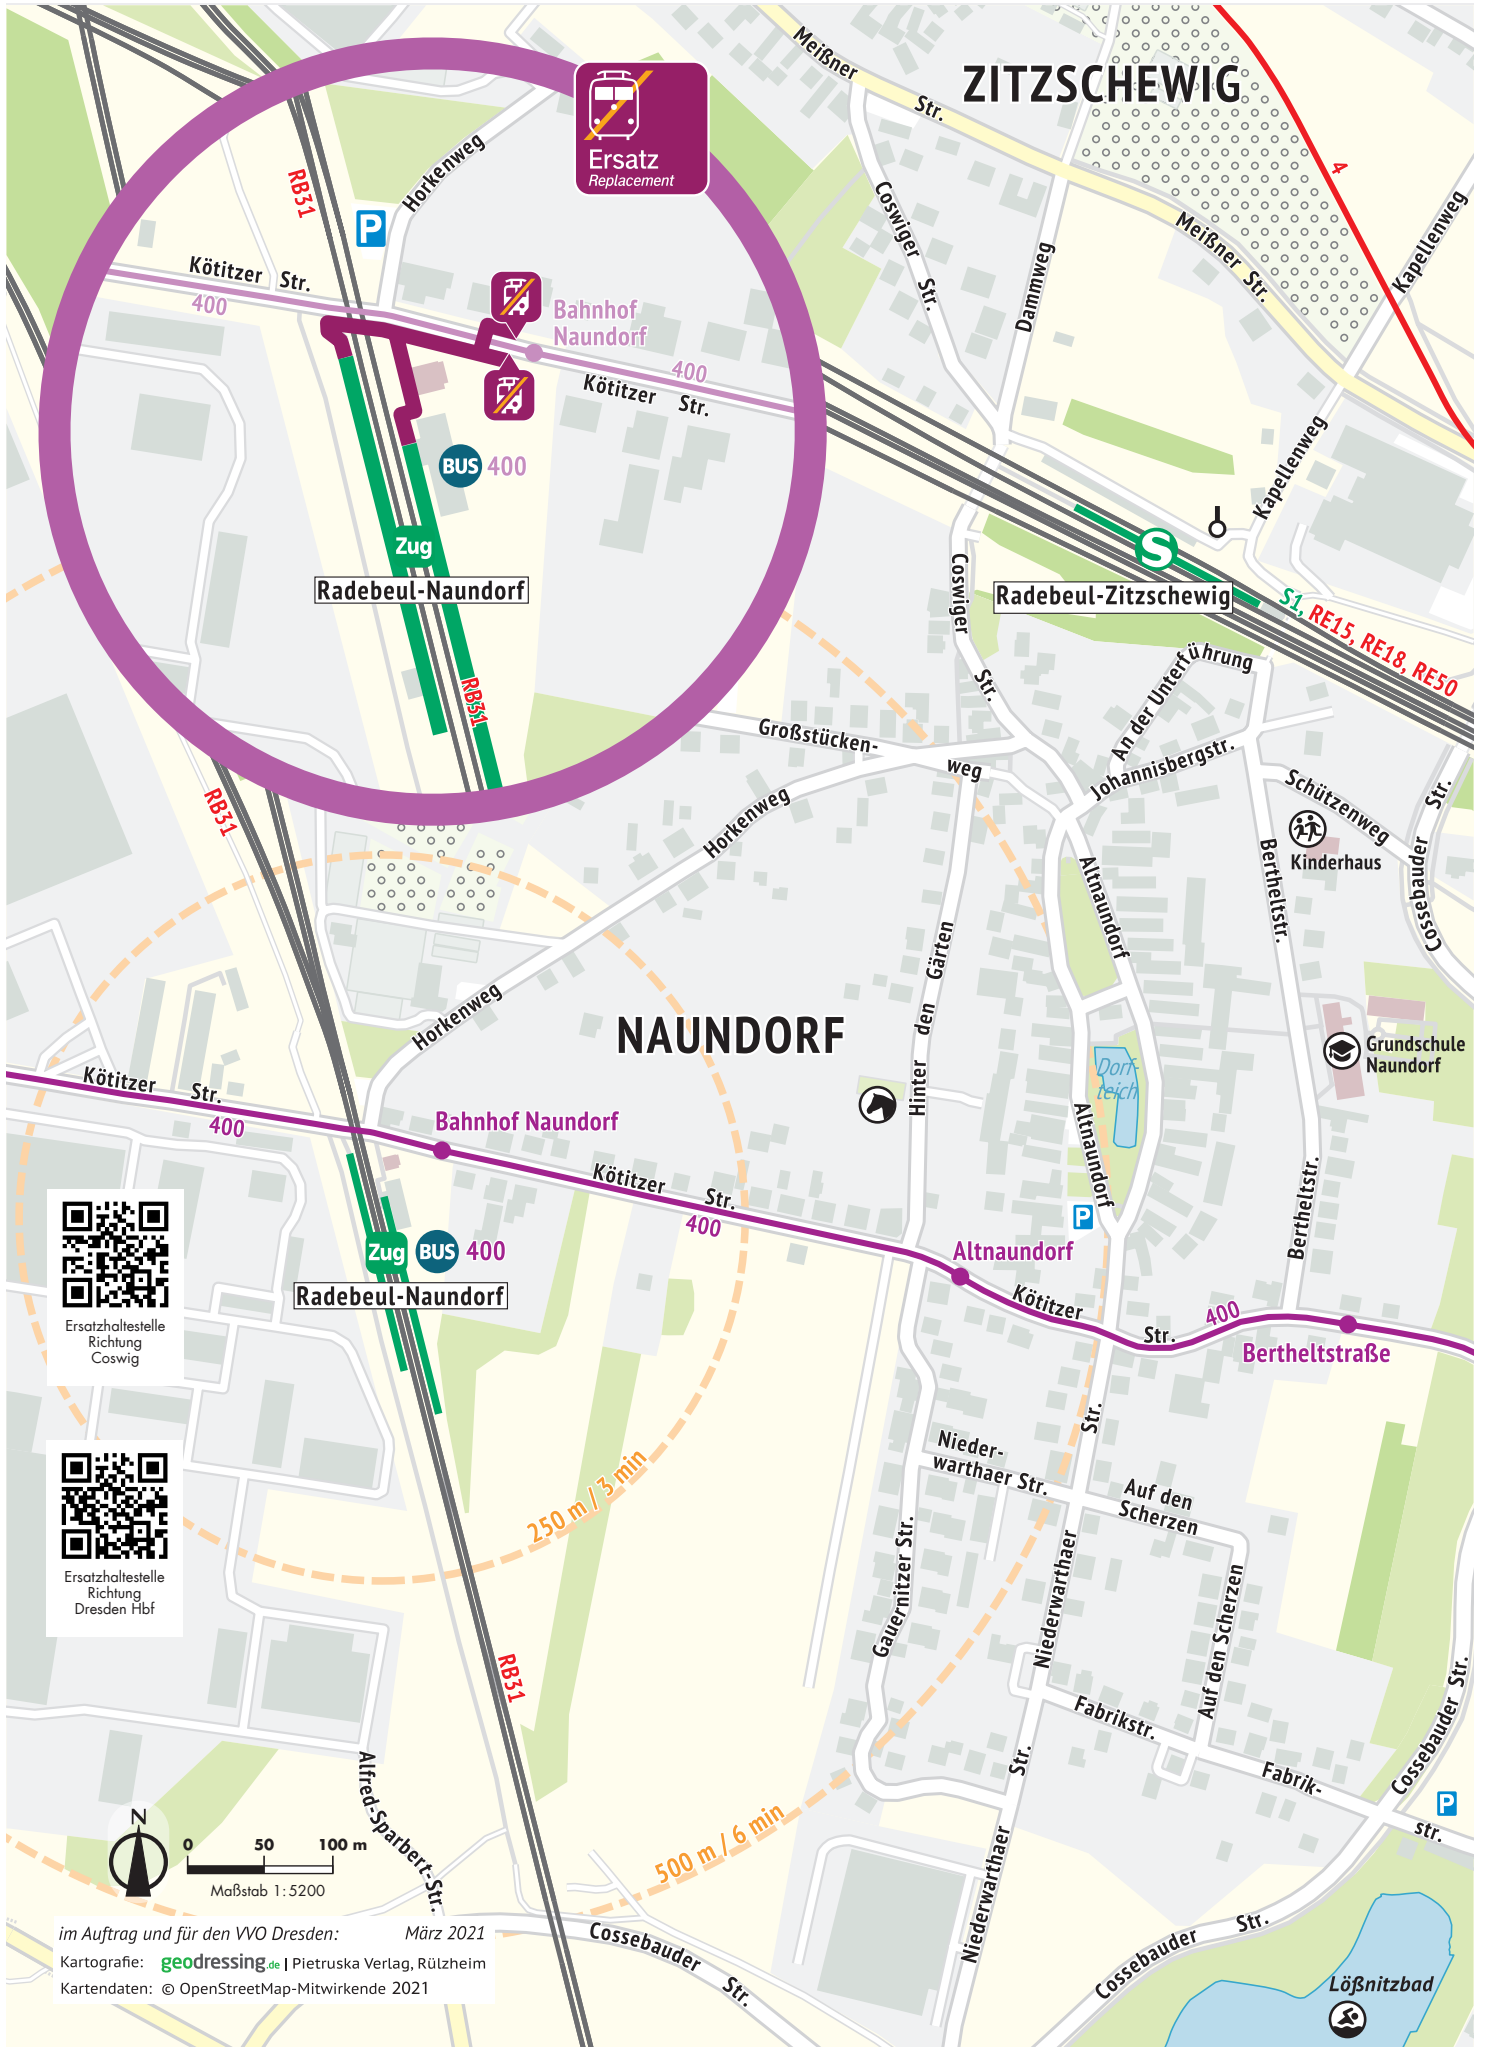 Meißner
Str.
ZITZSCHEWIG
4
Ersatz
Replacement
Horkenweg
RB31
P
Coswiger
Str.
Dammweg
Meißner Str.
Kapellenweg
Kötitzer Str.
400
Bahnhof
Naundorf
400
Kötitzer Str.
BUS 400
Kapellenweg
Zug
Radebeul-Naundorf
S
Radebeul-Zitzschewig
S1, RE15, RE18, RE50
Coswiger
Str.
RB31
An der Unterführung
Großstücken-
weg
Johannisbergstr.
Schützenweg
Str.
Cossebauder
Horkenweg
RB31
Kinderhaus
Bertheltstr.
Altnaundorf
Hinter den Gärten
Horkenweg
NAUNDORF
Grundschule
Naundorf
Dorf-
teich
Kötitzer Str.
400
Bahnhof Naundorf
Altnaundorf
Kötitzer Str.
400
P
Bertheltstr.
Zug BUS 400
Radebeul-Naundorf
Altnaundorf
Kötitzer
Str.
400
Bertheltstraße
Ersatzhaltestelle
Richtung
Coswig
Str.
Nieder-
warthaer Str.
Auf den
Scherzen
250 m / 3 min
Ersatzhaltestelle
Richtung
Dresden Hbf
Gauernitzer Str.
Niederwarthaer
Auf den Scherzen
RB31
Fabrikstr.
Str.
Fabrik-
str.
Cossebauder Str.
P
Alfred-Sparbert-Str.
500 m / 6 min
N
0 50 100 m
Maßstab 1:5200
Niederwarthaer
im Auftrag und für den VVO Dresden: März 2021
Kartografie: geodressing.de | Pietruska Verlag, Rülzheim
Kartendaten: © OpenStreetMap-Mitwirkende 2021
Cossebauder
Str.
Cossebauder
Str.
Lößnitzbad